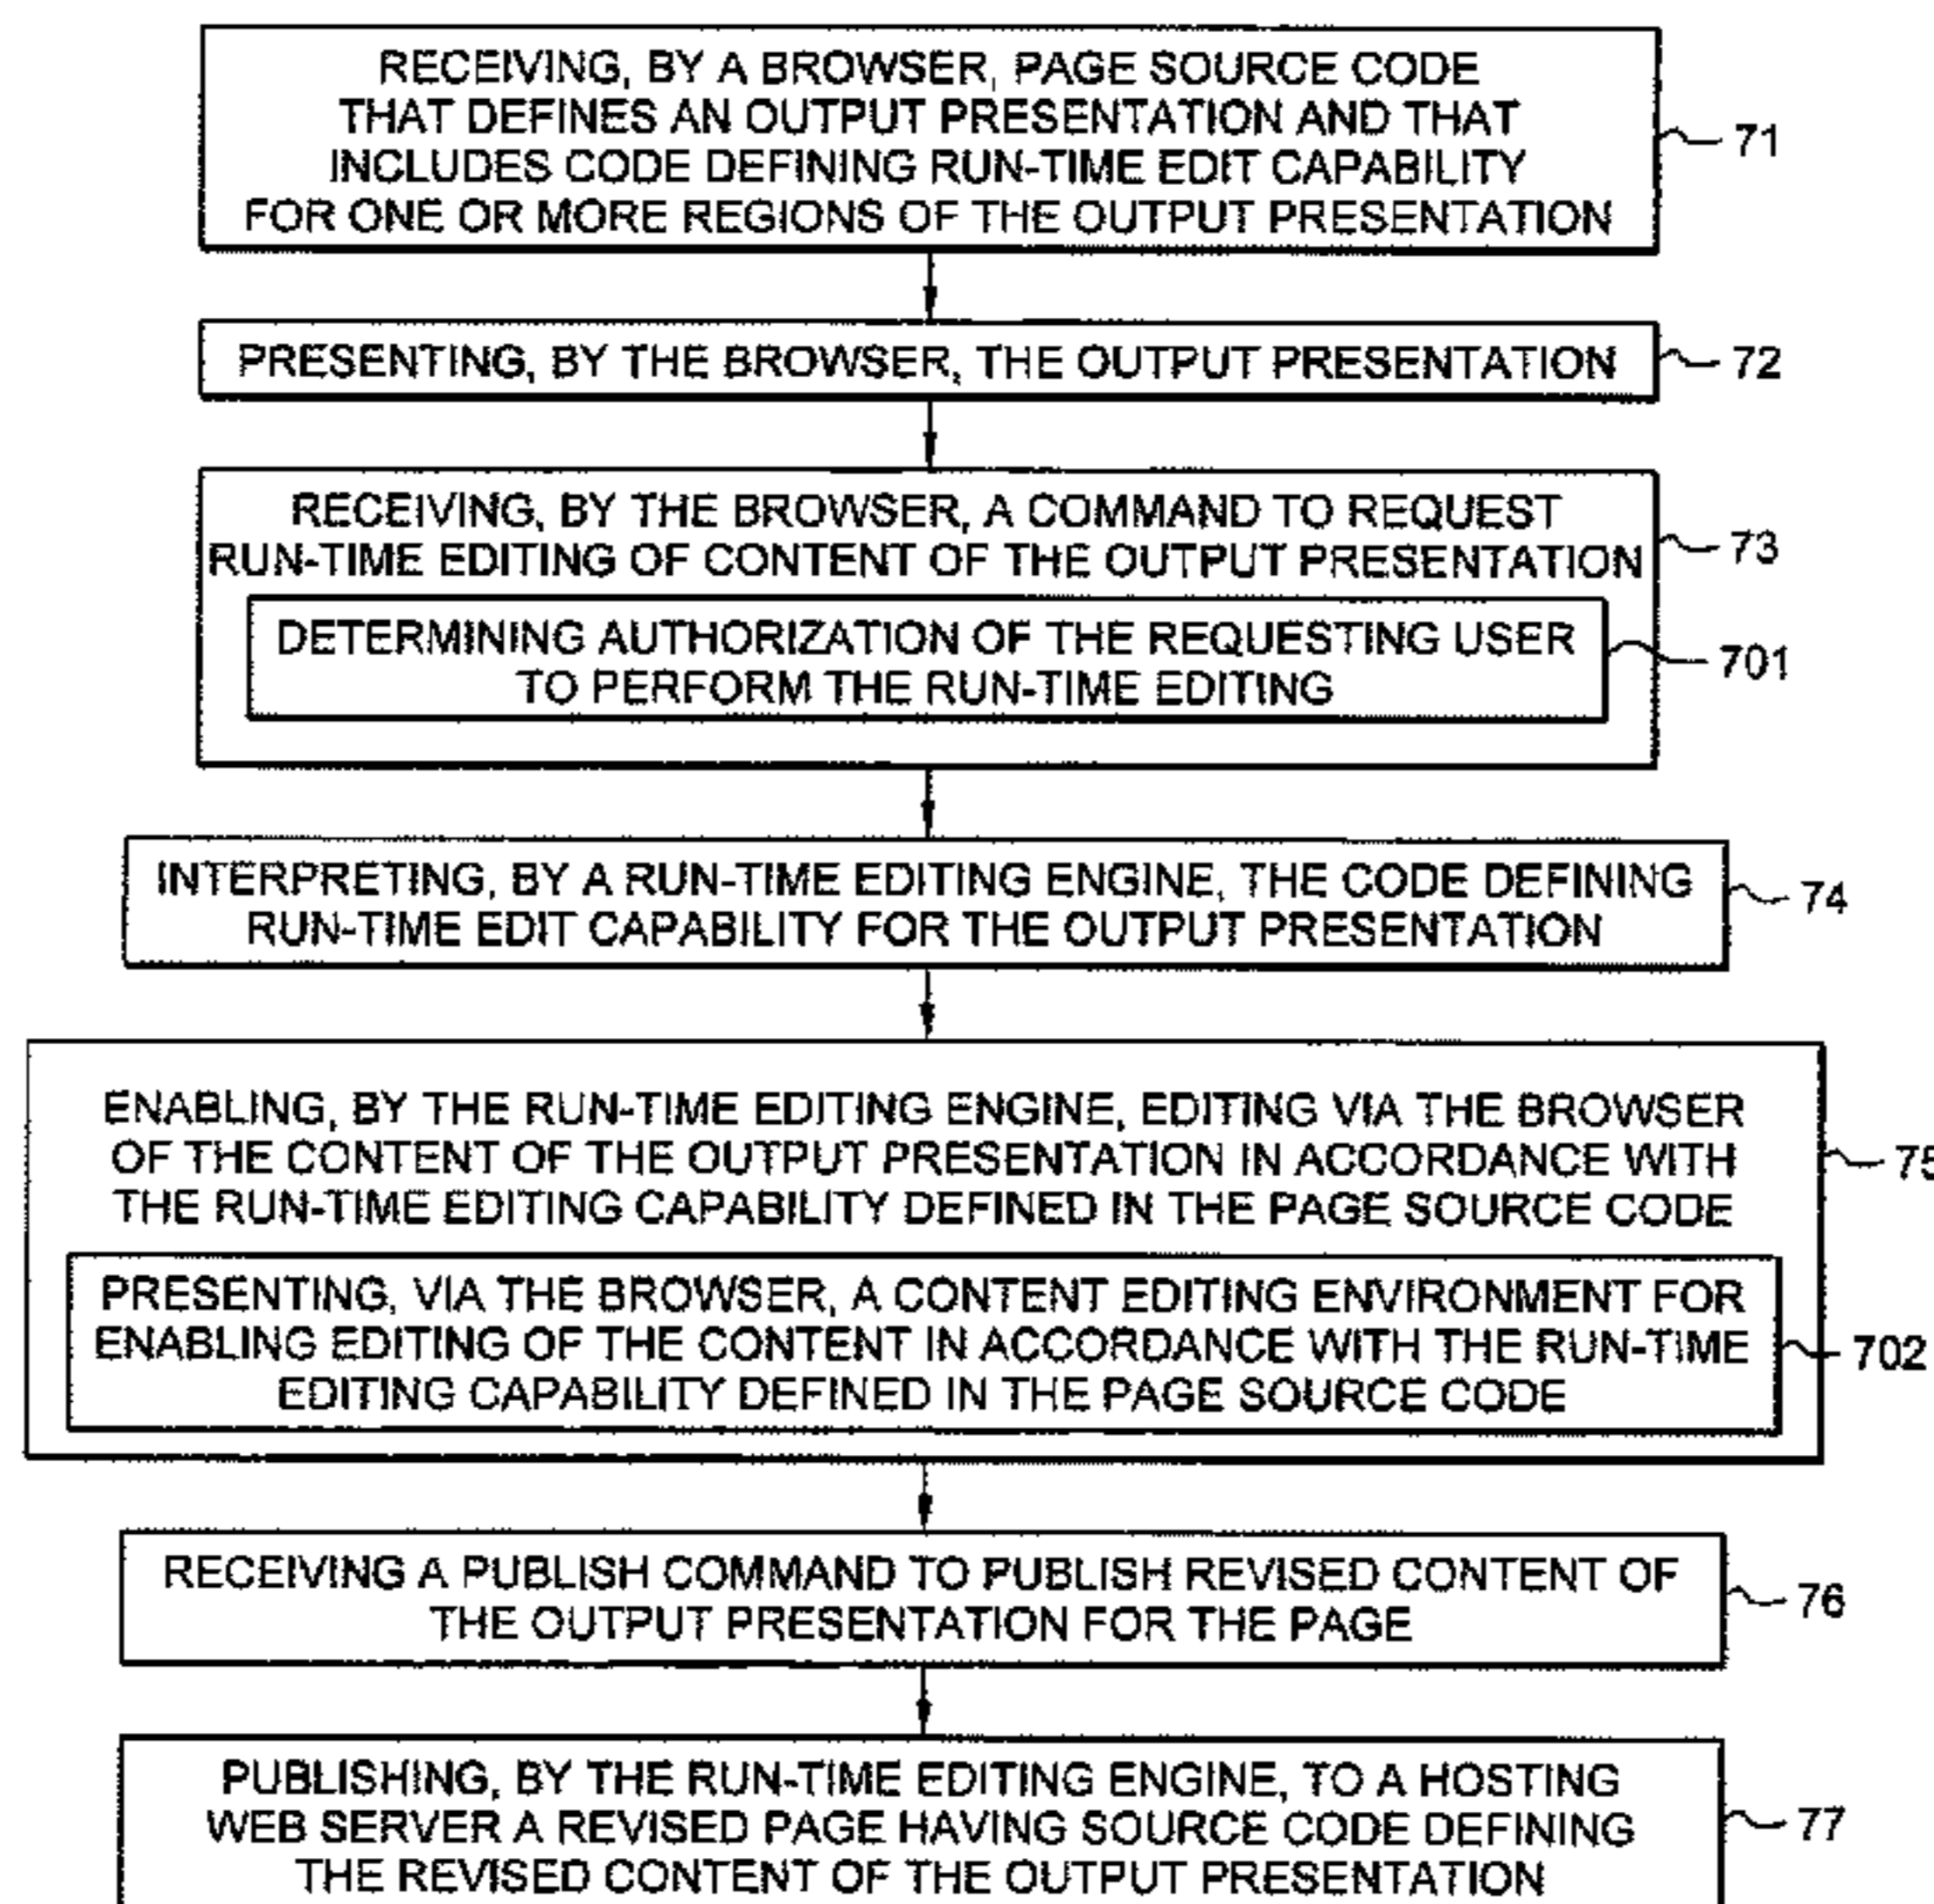 RECEIVING, BY A BROWSER, PAGE SOURCE CODE
THAT DEFINES AN OUTPUT PRESENTATION AND THAT
INCLUDES CODE DEFINING RUN-TIME EDIT CAPABILITY
FOR ONE OR MORE REGIONS OF THE OUTPUT PRESENTATION
71
PRESENTING, BY THE BROWSER, THE OUTPUT PRESENTATION
72
RECEIVING, BY THE BROWSER, A COMMAND TO REQUEST
RUN-TIME EDITING OF CONTENT OF THE OUTPUT PRESENTATION
73
DETERMINING AUTHORIZATION OF THE REQUESTING USER
TO PERFORM THE RUN-TIME EDITING
701
INTERPRETING, BY A RUN-TIME EDITING ENGINE, THE CODE DEFINING
RUN-TIME EDIT CAPABILITY FOR THE OUTPUT PRESENTATION
74
ENABLING, BY THE RUN-TIME EDITING ENGINE, EDITING VIA THE BROWSER
OF THE CONTENT OF THE OUTPUT PRESENTATION IN ACCORDANCE WITH
THE RUN-TIME EDITING CAPABILITY DEFINED IN THE PAGE SOURCE CODE
75
PRESENTING, VIA THE BROWSER, A CONTENT EDITING ENVIRONMENT FOR
ENABLING EDITING OF THE CONTENT IN ACCORDANCE WITH THE RUN-TIME
EDITING CAPABILITY DEFINED IN THE PAGE SOURCE CODE
702
RECEIVING A PUBLISH COMMAND TO PUBLISH REVISED CONTENT OF
THE OUTPUT PRESENTATION FOR THE PAGE
76
PUBLISHING, BY THE RUN-TIME EDITING ENGINE, TO A HOSTING
WEB SERVER A REVISED PAGE HAVING SOURCE CODE DEFINING
THE REVISED CONTENT OF THE OUTPUT PRESENTATION
77